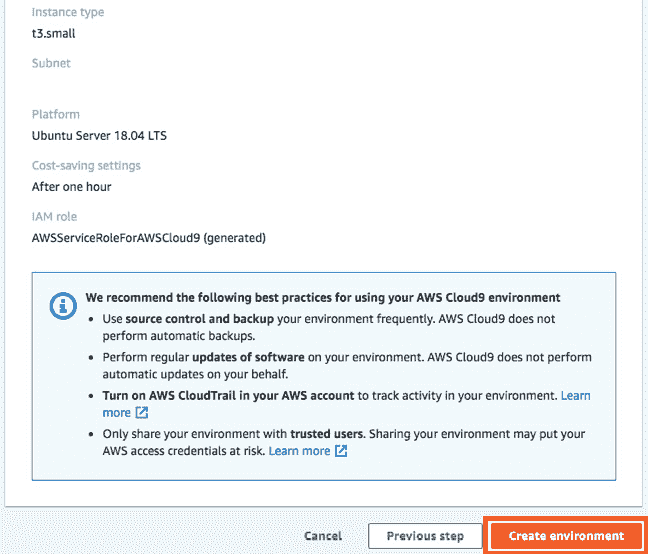 Instance type
t3.small
Subnet
Platform
Ubuntu Server 18.04 LTS
Cost-saving settings
After one hour
IAM role
AWSServiceRoleForAWSCloud9 (generated)
We recommend the following best practices for using your AWS Cloud9 environment
• Use source control and backup your environment frequently. AWS Cloud9 does not
perform automatic backups.
• Perform regular updates of software on your environment. AWS Cloud9 does not perform
automatic updates on your behalf.
• Turn on AWS CloudTrail in your AWS account to track activity in your environment. Learn
more
• Only share your environment with trusted users. Sharing your environment may put your
AWS access credentials at risk. Learn more
Cancel Previous step Create environment